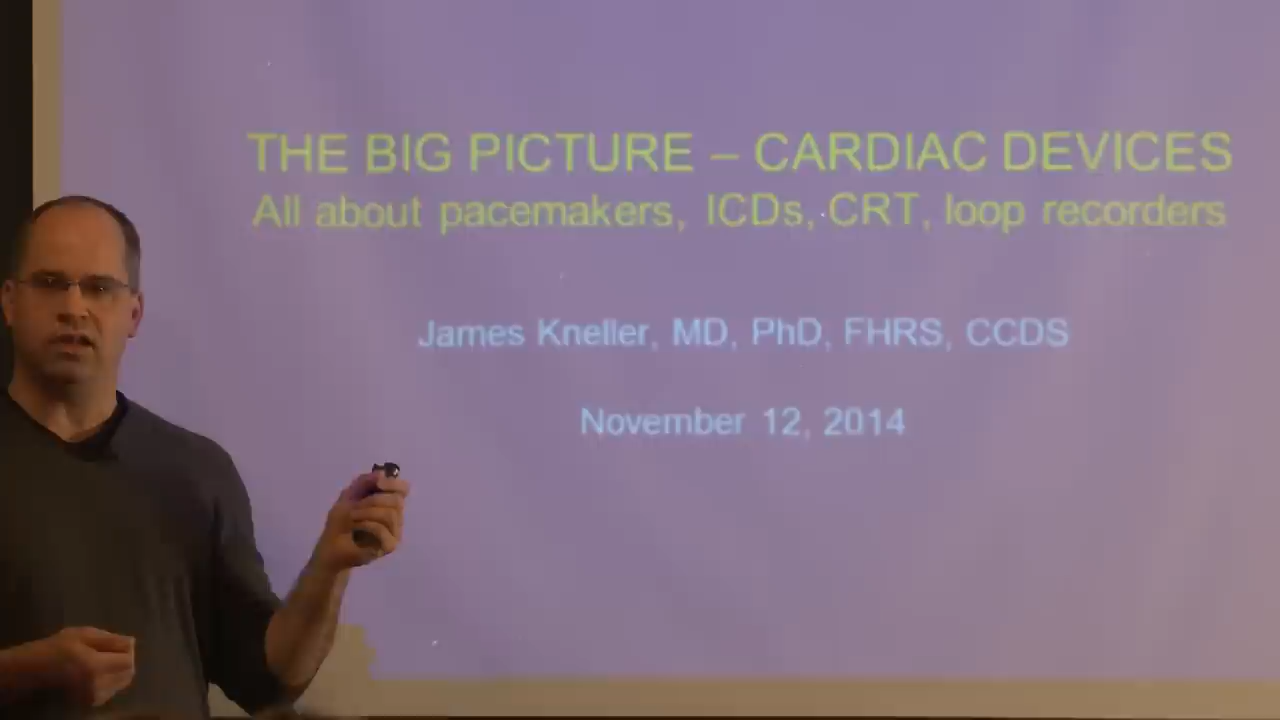 THE BIG PICTURE – CARDIAC DEVICES
All about pacemakers, ICDs, CRT, loop recorders
James Kneller, MD, PhD, FHRS, CCDS
November 12, 2014